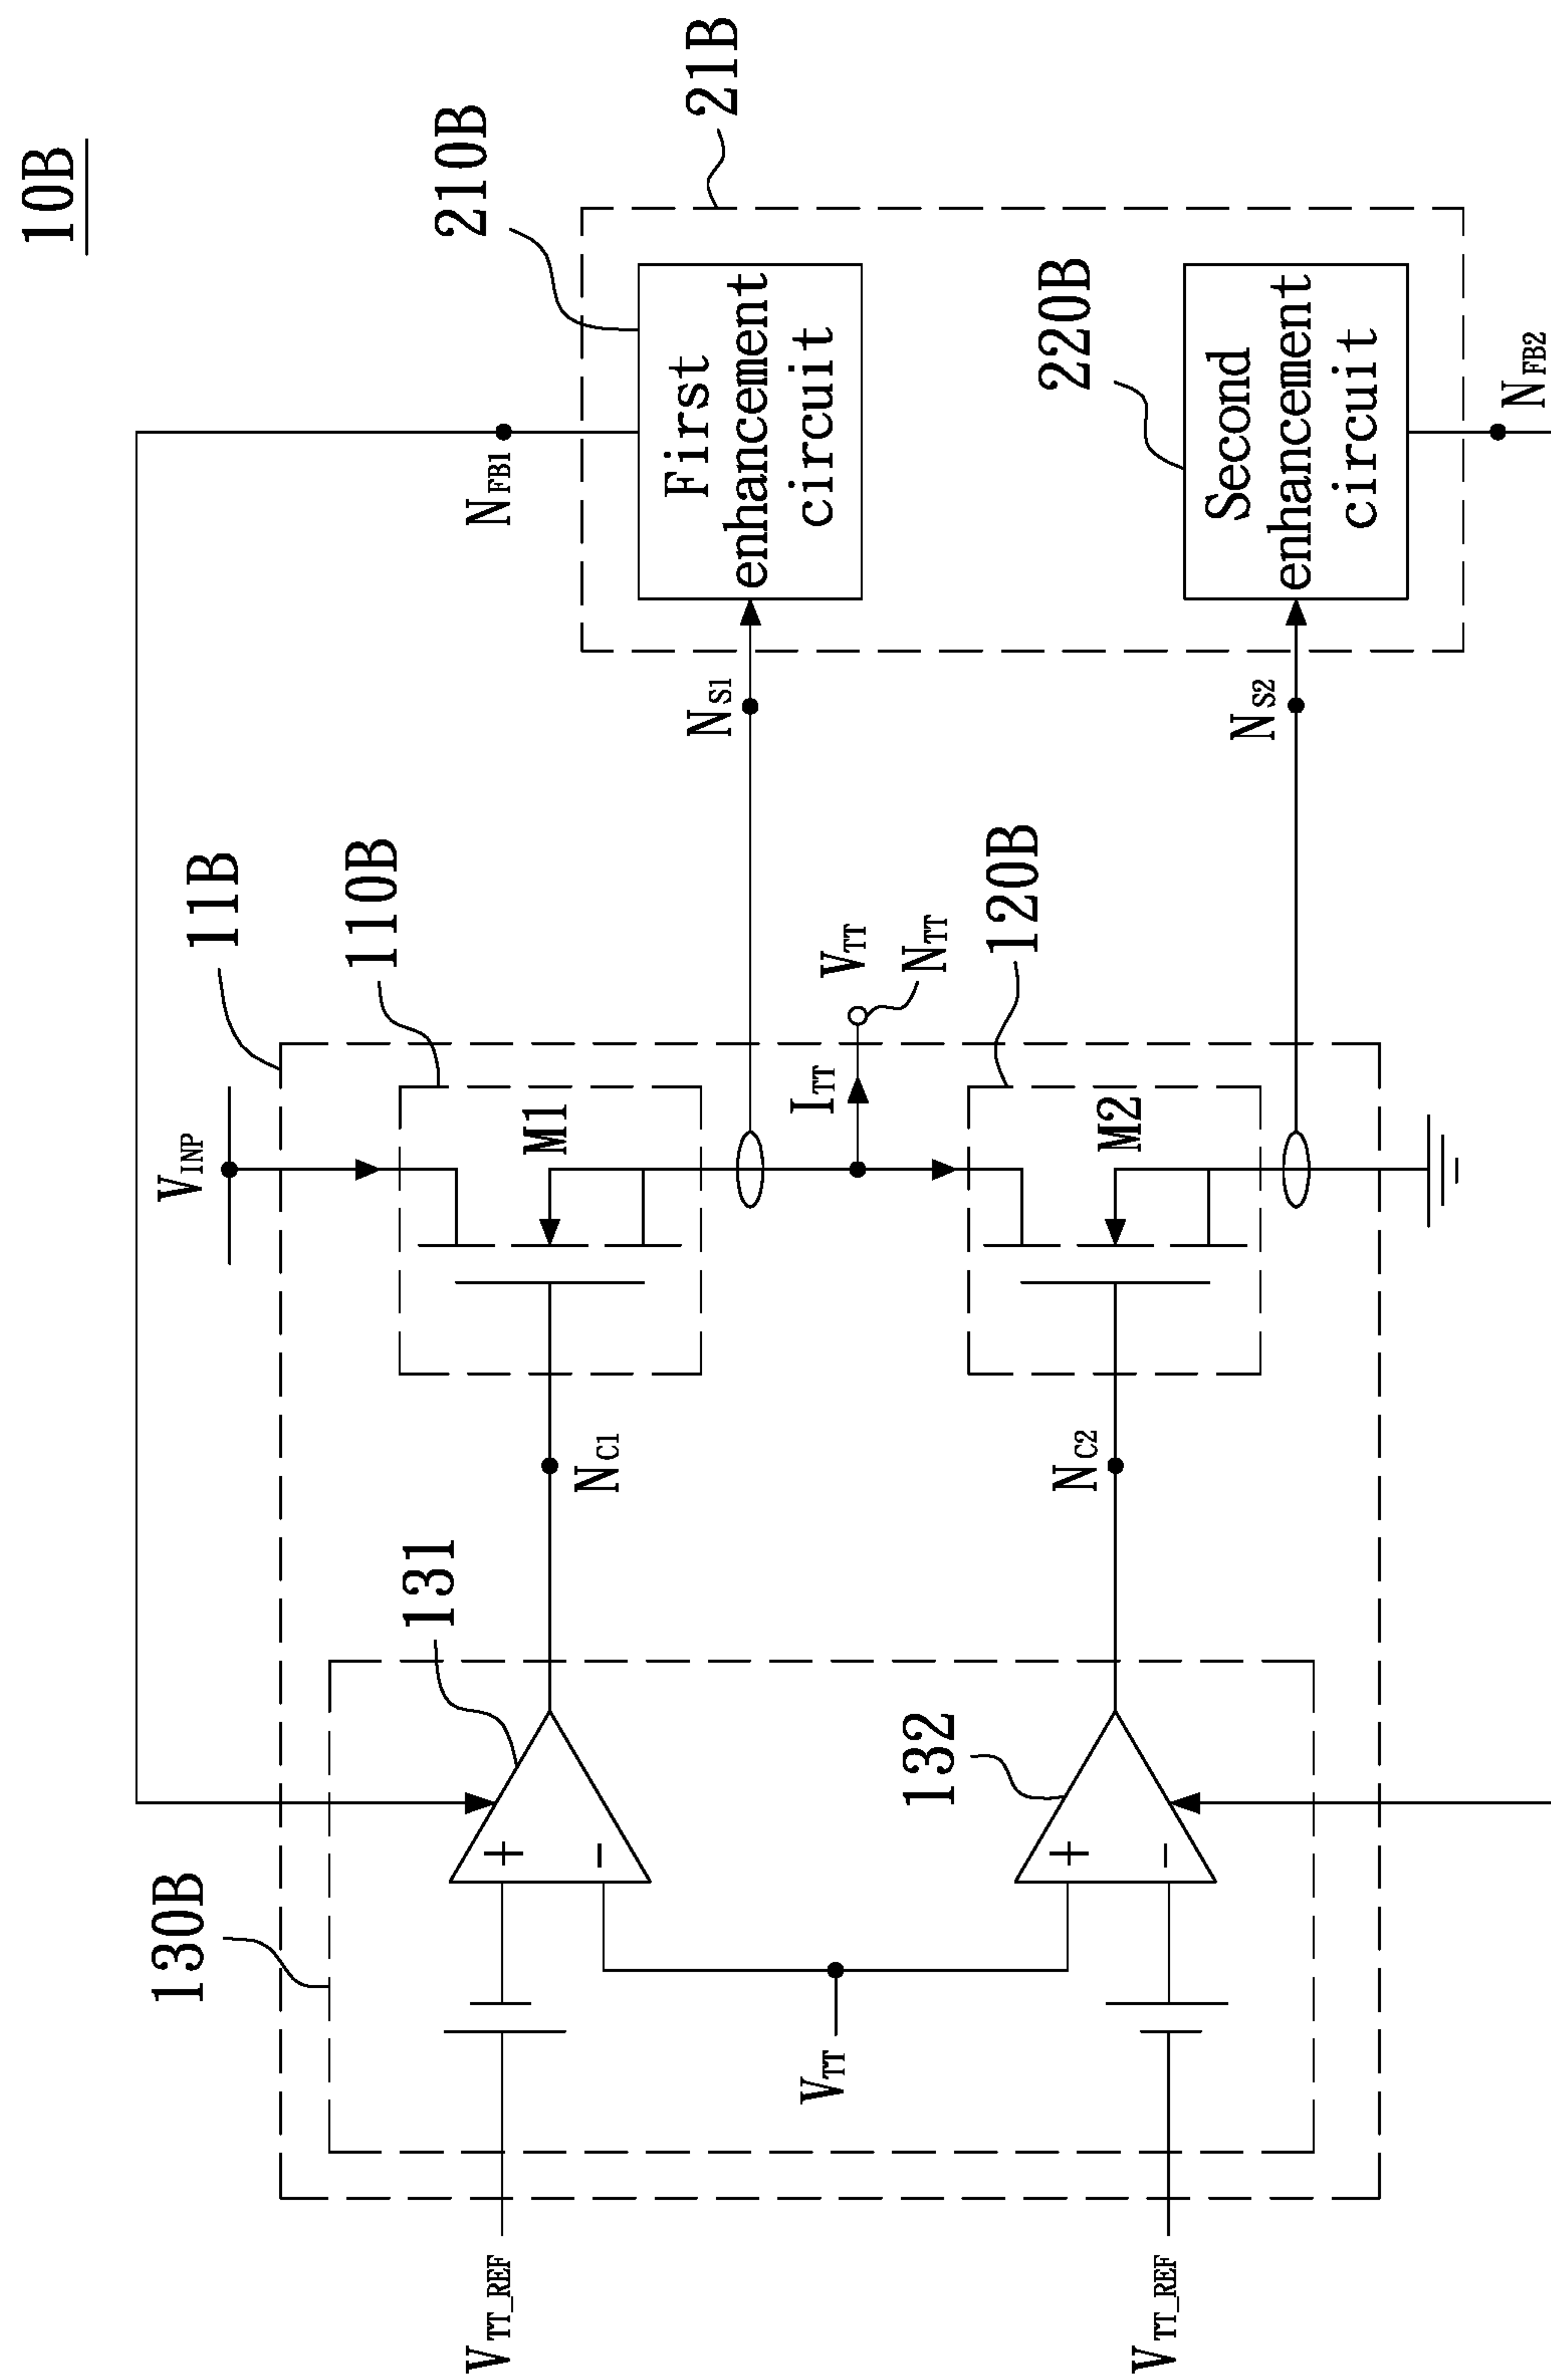 10B
V_INP
11B
110B
M1
N_FB1
210B
21B
First
enhancement
circuit
N_S1
130B
131
+
-
N_C1
V_TT_REF
V_TT
I_TT
V_TT
N_TT
132
+
-
N_C2
120B
M2
220B
Second
enhancement
circuit
N_S2
V_TT_REF
N_FB2